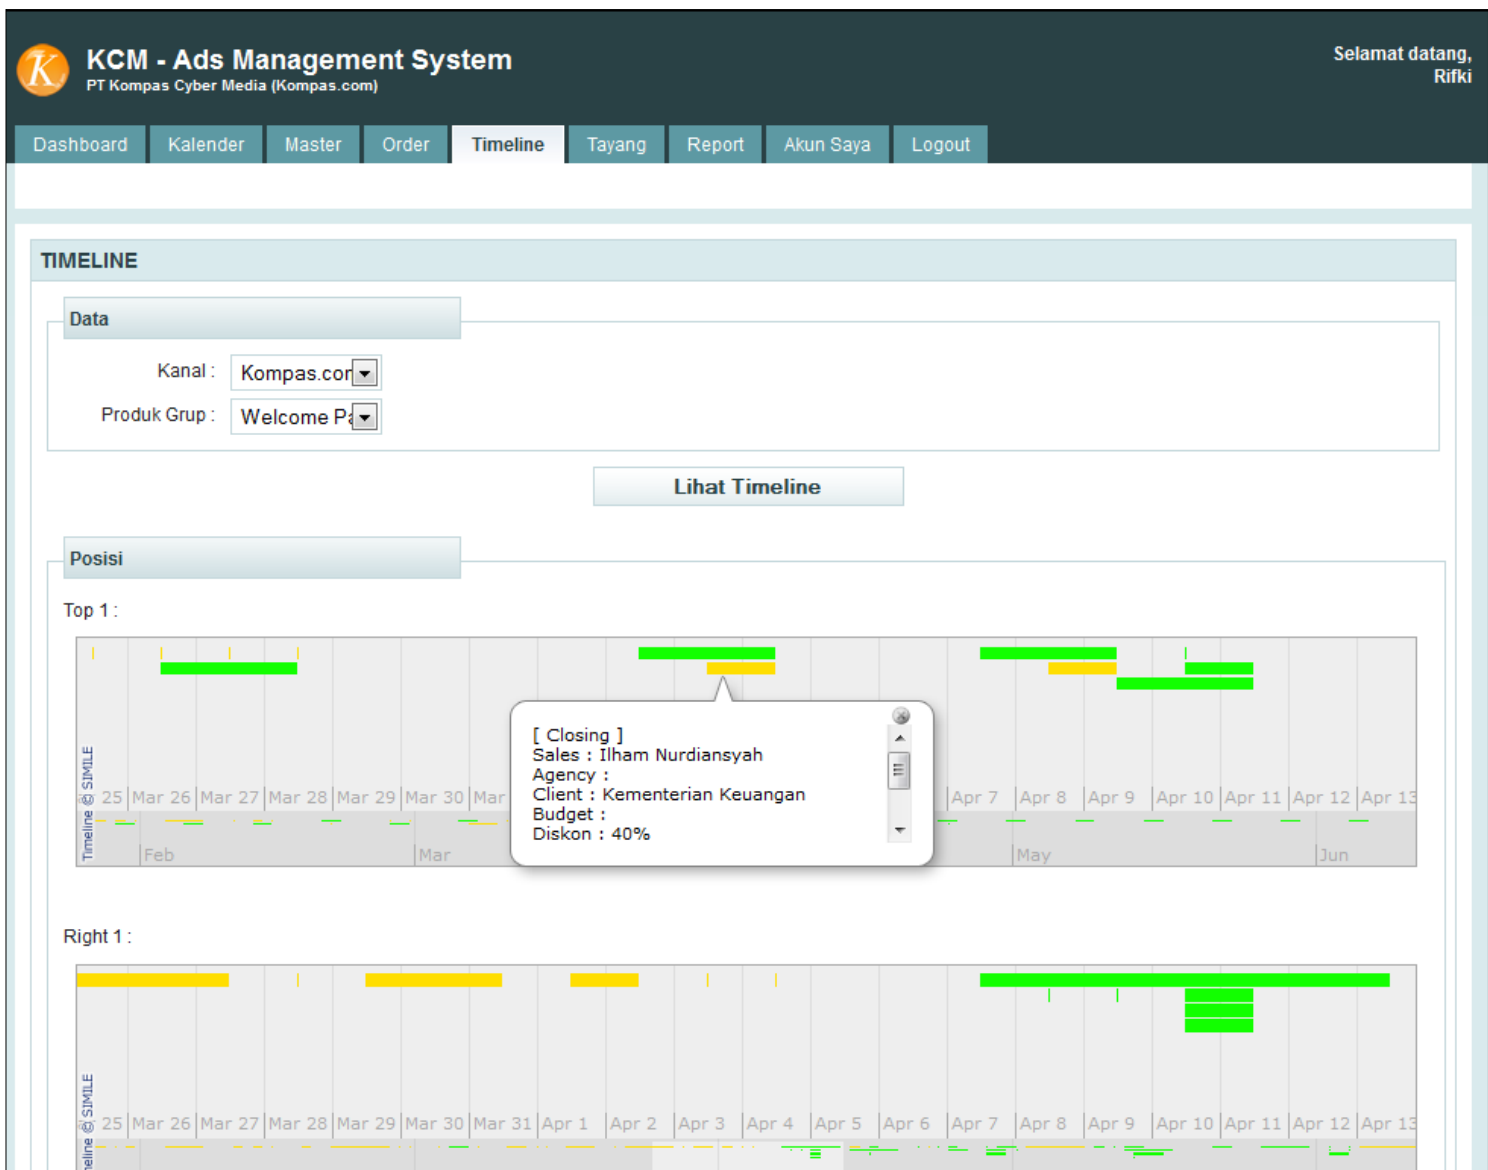 KCM - Ads Management System
PT Kompas Cyber Media (Kompas.com)
Selamat datang,
Rifki
Dashboard Kalender Master Order Timeline Tayang Report Akun Saya Logout
TIMELINE
Data
Kanal : Kompas.com
Produk Grup : Welcome Pa
Lihat Timeline
Posisi
Top 1 :
[ Closing ]
Sales : Ilham Nurdiansyah
Agency :
Client : Kementerian Keuangan
Budget :
Diskon : 40%
Timeline © SIMILE
25 Mar 26 Mar 27 Mar 28 Mar 29 Mar 30 Mar Apr 7 Apr 8 Apr 9 Apr 10 Apr 11 Apr 12 Apr 13
Feb Mar May Jun
Right 1 :
25 Mar 26 Mar 27 Mar 28 Mar 29 Mar 30 Mar 31 Apr 1 Apr 2 Apr 3 Apr 4 Apr 5 Apr 6 Apr 7 Apr 8 Apr 9 Apr 10 Apr 11 Apr 12 Apr 13
meline © SIMILE